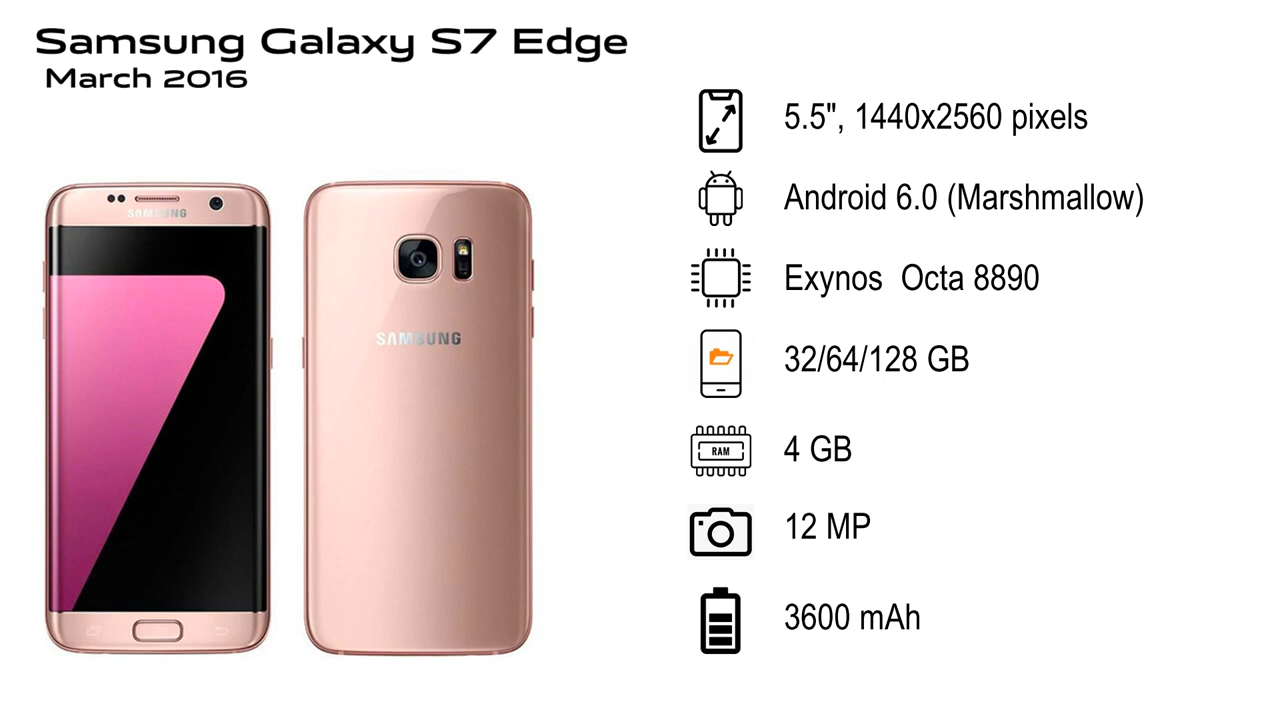 Samsung Galaxy S7 Edge
March 2016
SAMSUNG
SAMSUNG
5.5", 1440x2560 pixels
Android 6.0 (Marshmallow)
Exynos  Octa 8890
32/64/128 GB
RAM
4 GB
12 MP
3600 mAh